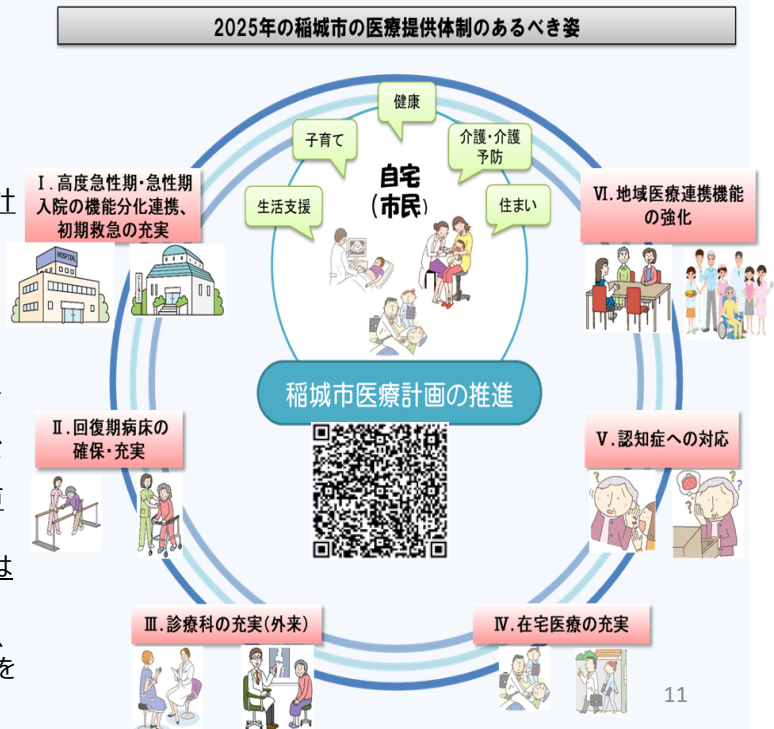 2025年の稲城市の医療提供体制のあるべき姿
健康
子育て
介護・介護
予防
生活支援
住まい
自宅
(市民)
Ⅰ.高度急性期・急性期
入院の機能分化連携、
初期救急の充実
HOSPITAL
Ⅵ.地域医療連携機能
の強化
稲城市医療計画の推進
Ⅱ.回復期病床の
確保・充実
Ⅴ.認知症への対応
Ⅲ.診療科の充実(外来)
Ⅳ.在宅医療の充実
計
は
を
11